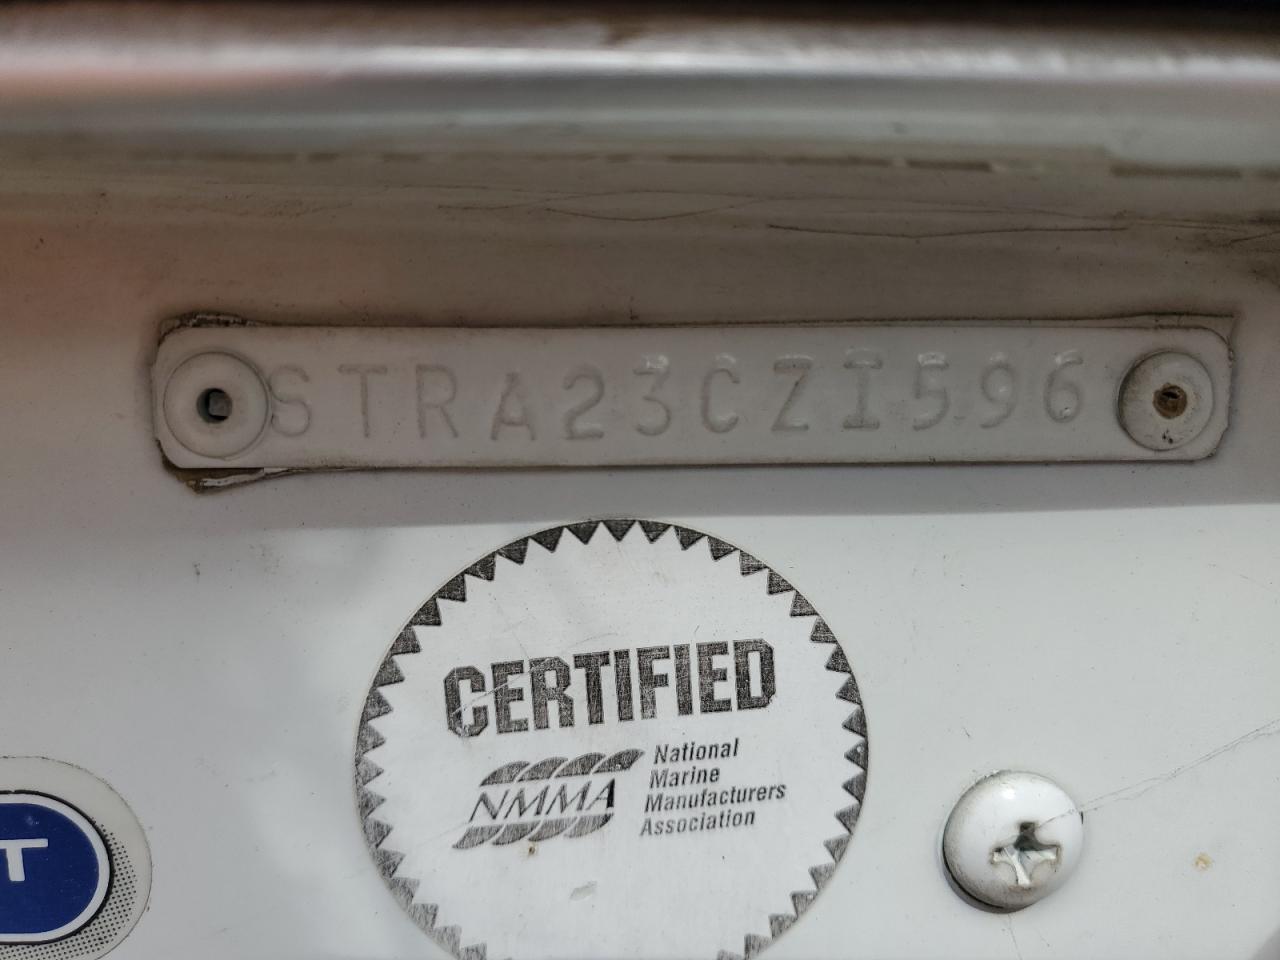 STRA23CZI596
CERTIFIED
NMMA
National
Marine
Manufacturers
Association
T